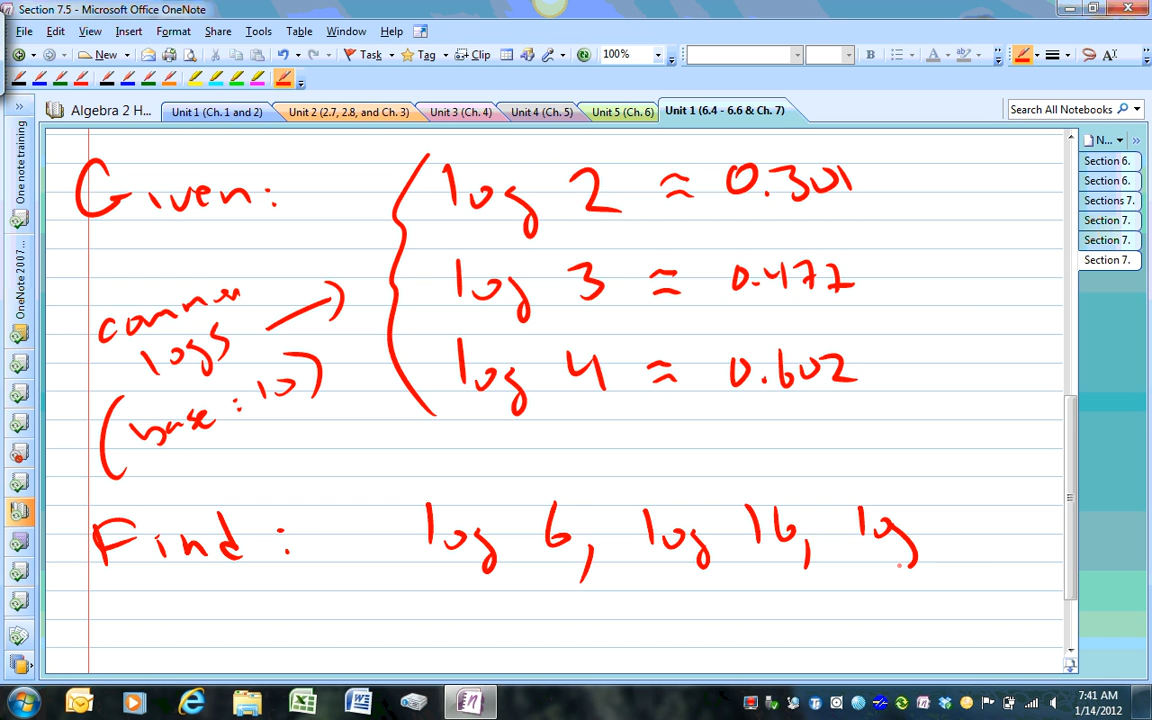 Section 7.5 - Microsoft Office OneNote
File Edit View Insert Format Share Tools Table Window Help
New Task Tag Clip 100% B A
Algebra 2 H... Unit 1 (Ch. 1 and 2) Unit 2 (2.7, 2.8, and Ch. 3) Unit 3 (Ch. 4) Unit 4 (Ch. 5) Unit 5 (Ch. 6) Unit 1 (6.4 - 6.6 & Ch. 7) Search All Notebooks
One note training
OneNote 2007...
N...
Section 6.
Section 6.
Sections 7.
Section 7.
Section 7.
Section 7.
Given: log 2 ≈ 0.301
log 3 ≈ 0.477
common logs (base: 10)
log 4 ≈ 0.602
Find: log 6, log 16, log
7:41 AM
1/14/2012